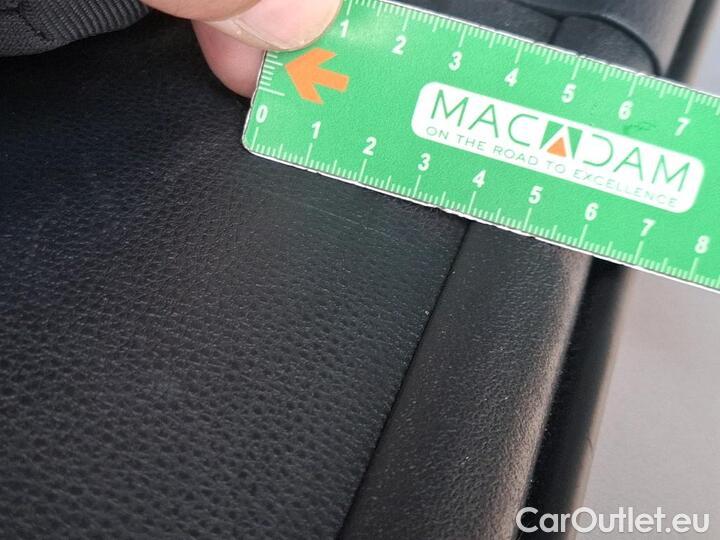 1 2 3 4 5 6 7
MACADAM
ON THE ROAD TO EXCELLENCE
0 1 2 3 4 5 6 7 8
CarOutlet.eu